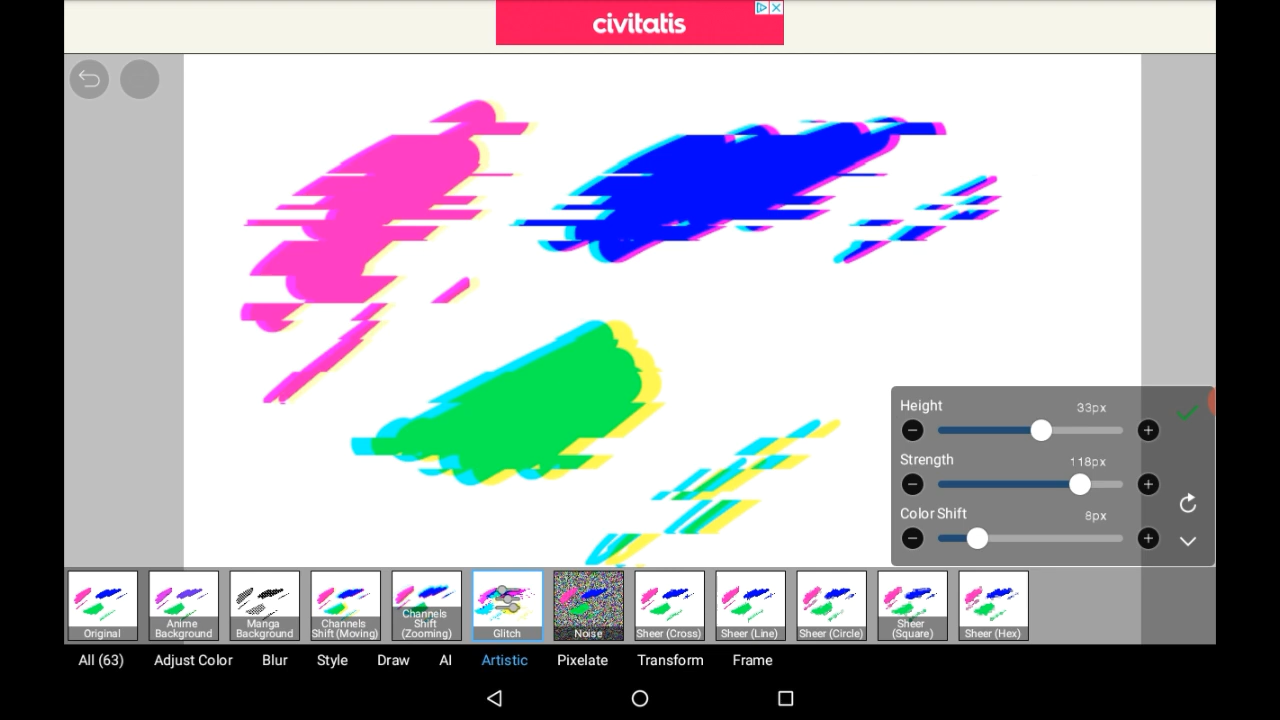 civitatis
Height
33px
Strength
118px
Color Shift
8px
Original
Anime
Background
Manga
Background
Channels
Shift (Moving)
Channels
Shift
(Zooming)
Glitch
Noise
Sheer (Cross)
Sheer (Line)
Sheer (Circle)
Sheer
(Square)
Sheer (Hex)
All (63)
Adjust Color
Blur
Style
Draw
AI
Artistic
Pixelate
Transform
Frame